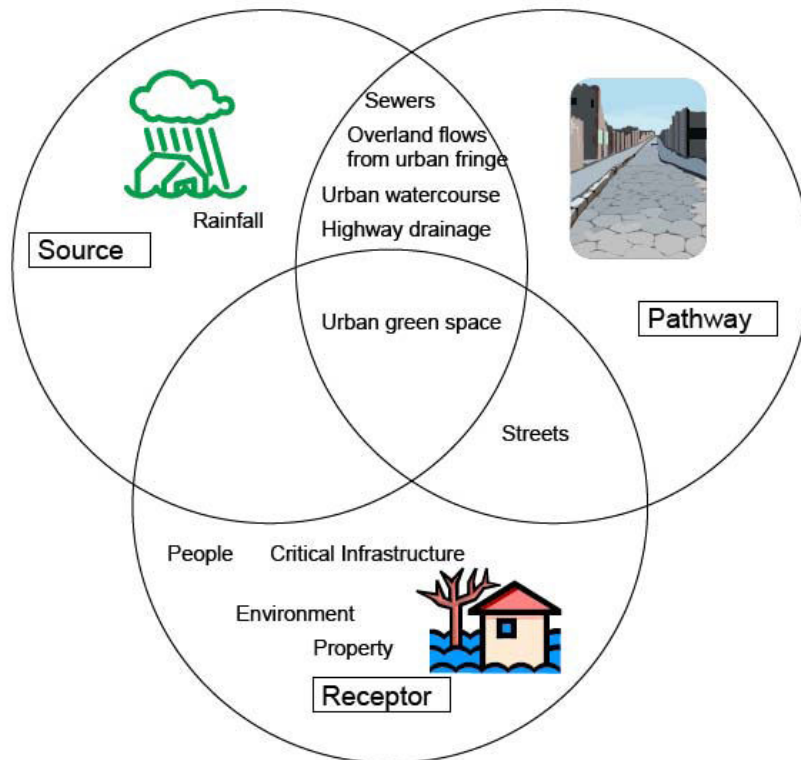 Sewers
Overland flows
from urban fringe
Urban watercourse
Highway drainage
Rainfall
Source
Urban green space
Pathway
Streets
People
Critical Infrastructure
Environment
Property
Receptor